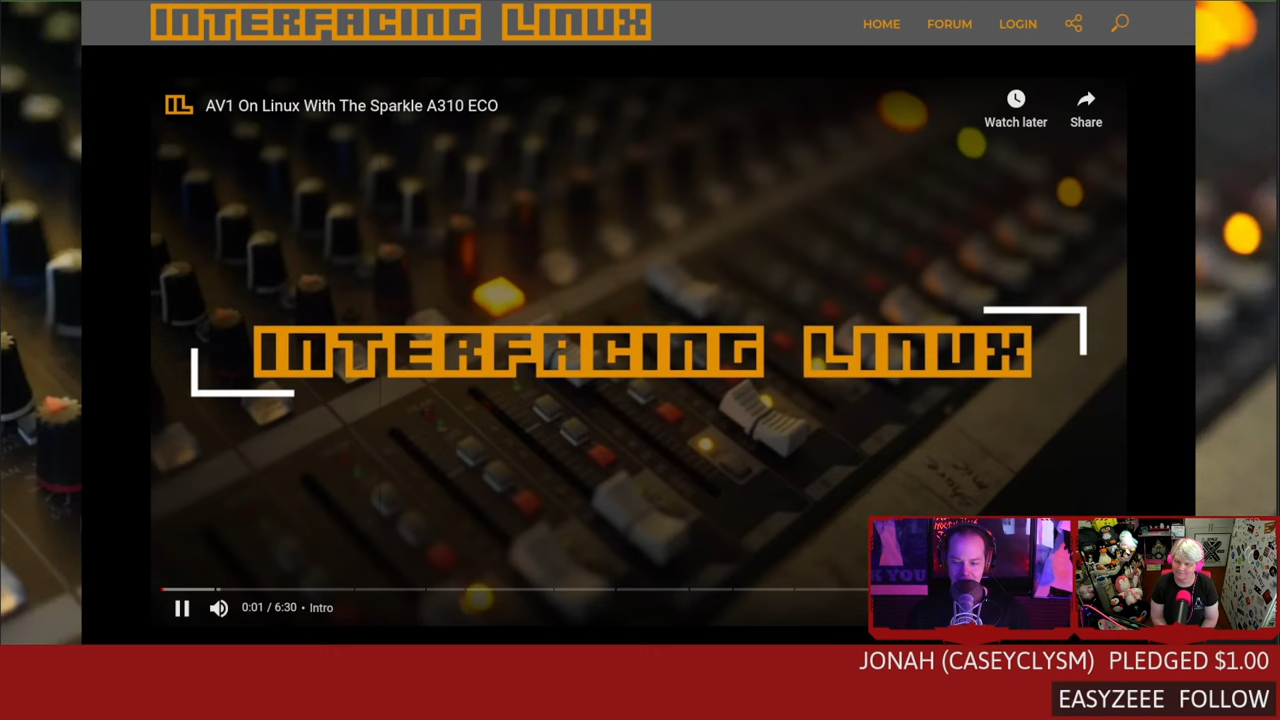 INTERFACING LINUX
HOME FORUM LOGIN
AV1 On Linux With The Sparkle A310 ECO
Watch later
Share
INTERFACING LINUX
0:01 / 6:30 • Intro
JONAH (CASEYCLYSM) PLEDGED $1.00
EASYZEEE FOLLOW